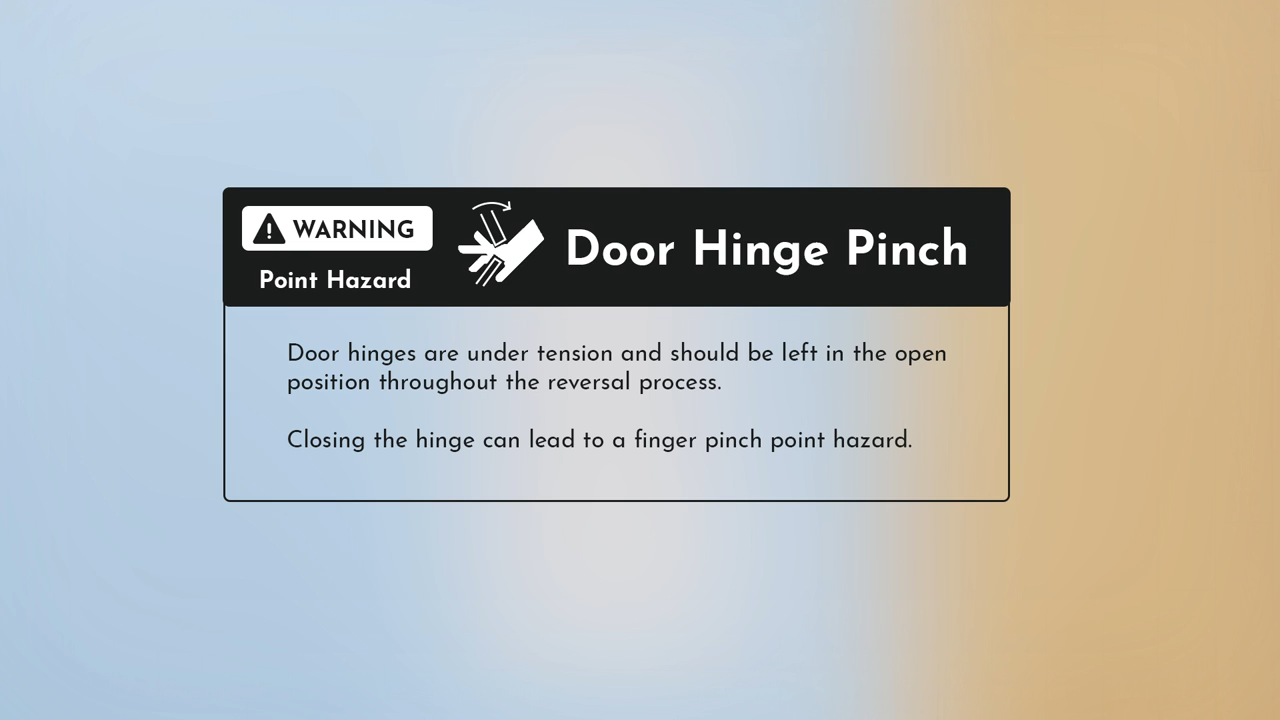 WARNING
Point Hazard
Door Hinge Pinch
Door hinges are under tension and should be left in the open
position throughout the reversal process.
Closing the hinge can lead to a finger pinch point hazard.